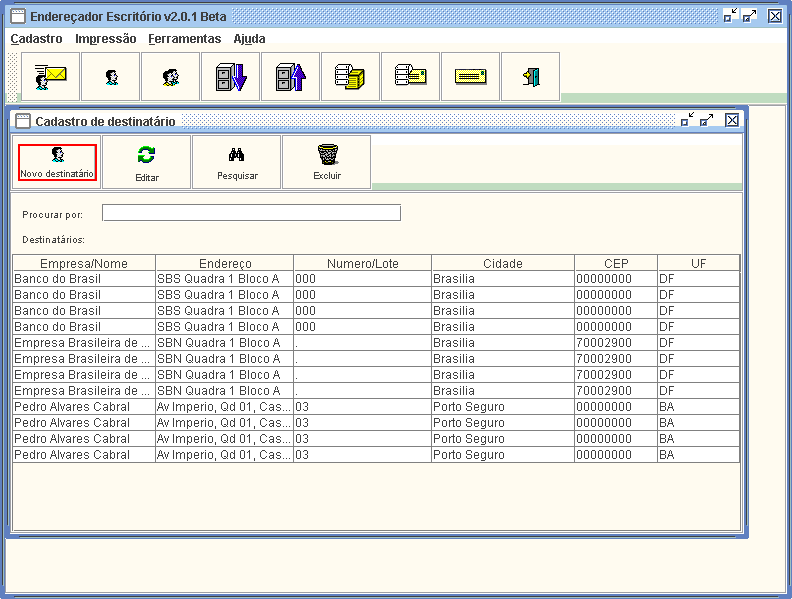 Endereçador Escritório v2.0.1 Beta
Cadastro Impressão Ferramentas Ajuda
Cadastro de destinatário
Novo destinatário Editar Pesquisar Excluir
Procurar por:
Destinatários:
Empresa/Nome Endereço Numero/Lote Cidade CEP UF
Banco do Brasil SBS Quadra 1 Bloco A 000 Brasilia 00000000 DF
Banco do Brasil SBS Quadra 1 Bloco A 000 Brasilia 00000000 DF
Banco do Brasil SBS Quadra 1 Bloco A 000 Brasilia 00000000 DF
Banco do Brasil SBS Quadra 1 Bloco A 000 Brasilia 00000000 DF
Empresa Brasileira de ... SBN Quadra 1 Bloco A . Brasilia 70002900 DF
Empresa Brasileira de ... SBN Quadra 1 Bloco A . Brasilia 70002900 DF
Empresa Brasileira de ... SBN Quadra 1 Bloco A . Brasilia 70002900 DF
Empresa Brasileira de ... SBN Quadra 1 Bloco A . Brasilia 70002900 DF
Pedro Alvares Cabral Av Imperio, Qd 01, Cas... 03 Porto Seguro 00000000 BA
Pedro Alvares Cabral Av Imperio, Qd 01, Cas... 03 Porto Seguro 00000000 BA
Pedro Alvares Cabral Av Imperio, Qd 01, Cas... 03 Porto Seguro 00000000 BA
Pedro Alvares Cabral Av Imperio, Qd 01, Cas... 03 Porto Seguro 00000000 BA